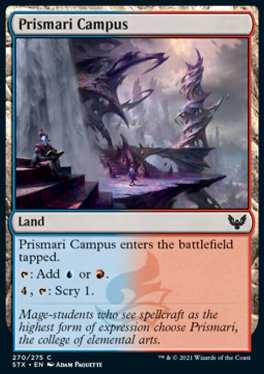 Prismari Campus
Land
Prismari Campus enters the battlefield
tapped.
: Add or .
4, : Scry 1.
Mage-students who see spellcraft as the
highest form of expression choose Prismari,
the college of elemental arts.
270/275 C
STX • EN ADAM PAQUETTE
™ & © 2021 Wizards of the Coast